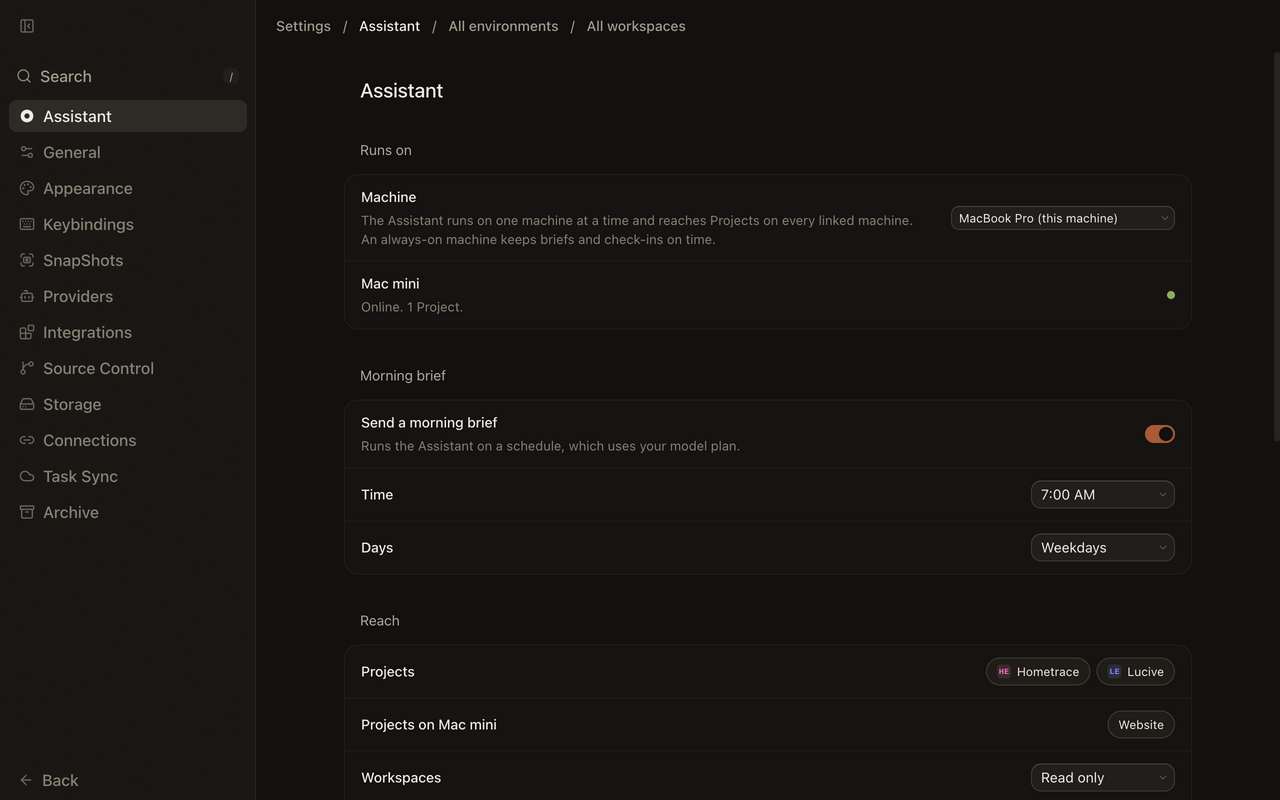 Settings / Assistant / All environments / All workspaces
Search /
Assistant
General
Appearance
Keybindings
SnapShots
Providers
Integrations
Source Control
Storage
Connections
Task Sync
Archive
Back
Assistant
Runs on
Machine
The Assistant runs on one machine at a time and reaches Projects on every linked machine.
An always-on machine keeps briefs and check-ins on time.
MacBook Pro (this machine)
Mac mini
Online. 1 Project.
Morning brief
Send a morning brief
Runs the Assistant on a schedule, which uses your model plan.
Time
7:00 AM
Days
Weekdays
Reach
Projects
HE Hometrace
LE Lucive
Projects on Mac mini
Website
Workspaces
Read only